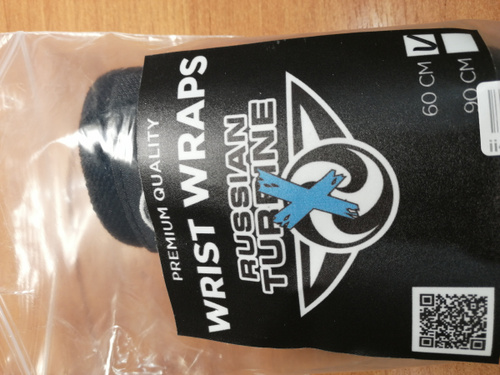 PREMIUM QUALITY
WRIST WRAPS
RUSSIAN
TURBINE
X
60 CM
90 CM